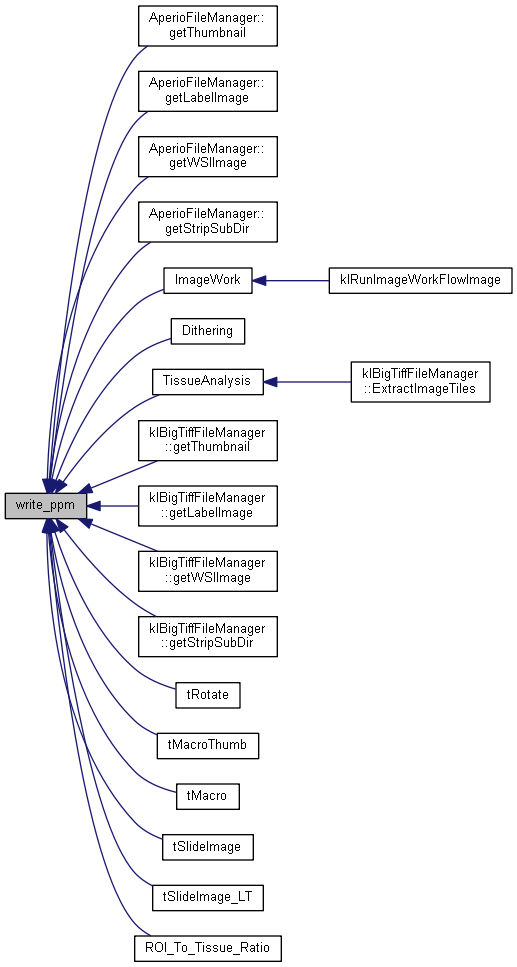 AperioFileManager::
getThumbnail
AperioFileManager::
getLabelImage
AperioFileManager::
getWSIImage
AperioFileManager::
getStripSubDir
ImageWork
klRunImageWorkFlowImage
Dithering
TissueAnalysis
klBigTiffFileManager
::ExtractImageTiles
klBigTiffFileManager
::getThumbnail
write_ppm
klBigTiffFileManager
::getLabelImage
klBigTiffFileManager
::getWSIImage
klBigTiffFileManager
::getStripSubDir
tRotate
tMacroThumb
tMacro
tSlideImage
tSlideImage_LT
ROI_To_Tissue_Ratio